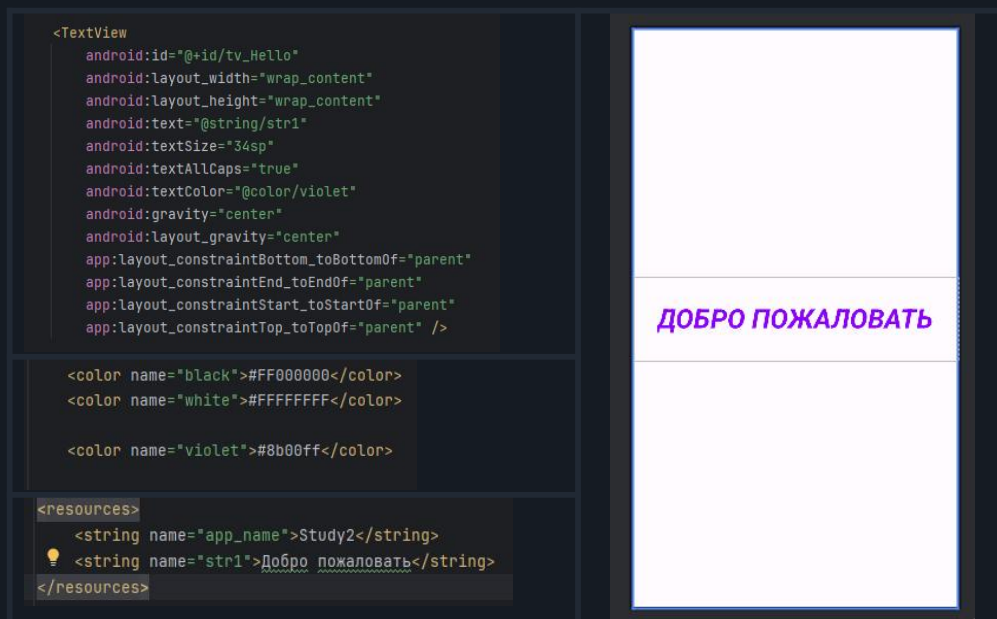 <TextView
android:id="@+id/tv_Hello"
android:layout_width="wrap_content"
android:layout_height="wrap_content"
android:text="@string/str1"
android:textSize="34sp"
android:textAllCaps="true"
android:textColor="@color/violet"
android:gravity="center"
android:layout_gravity="center"
app:layout_constraintBottom_toBottomOf="parent"
app:layout_constraintEnd_toEndOf="parent"
app:layout_constraintStart_toStartOf="parent"
app:layout_constraintTop_toTopOf="parent" />
<color name="black">#FF000000</color>
<color name="white">#FFFFFFFF</color>
<color name="violet">#8b00ff</color>
<resources>
<string name="app_name">Study2</string>
<string name="str1">Добро пожаловать</string>
</resources>
ДОБРО ПОЖАЛОВАТЬ